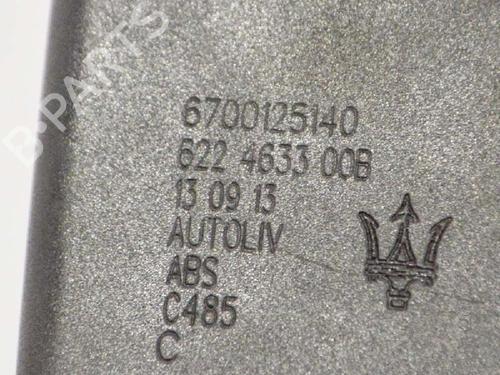 B-PARTS
6700125140
622 4633 00B
13 09 13
AUTOLIV
ABS
C485
C